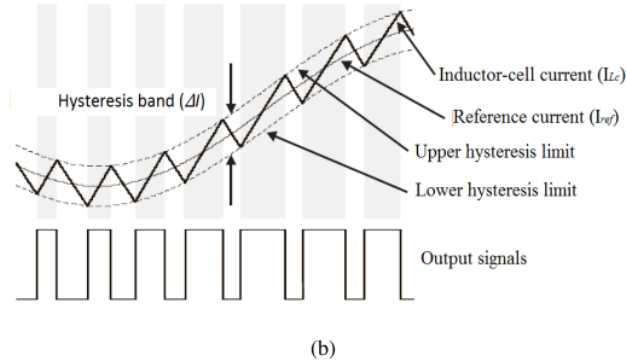 Inductor-cell current (ILc)
Hysteresis band (ΔI)
Reference current (Iref)
Upper hysteresis limit
Lower hysteresis limit
Output signals
(b)